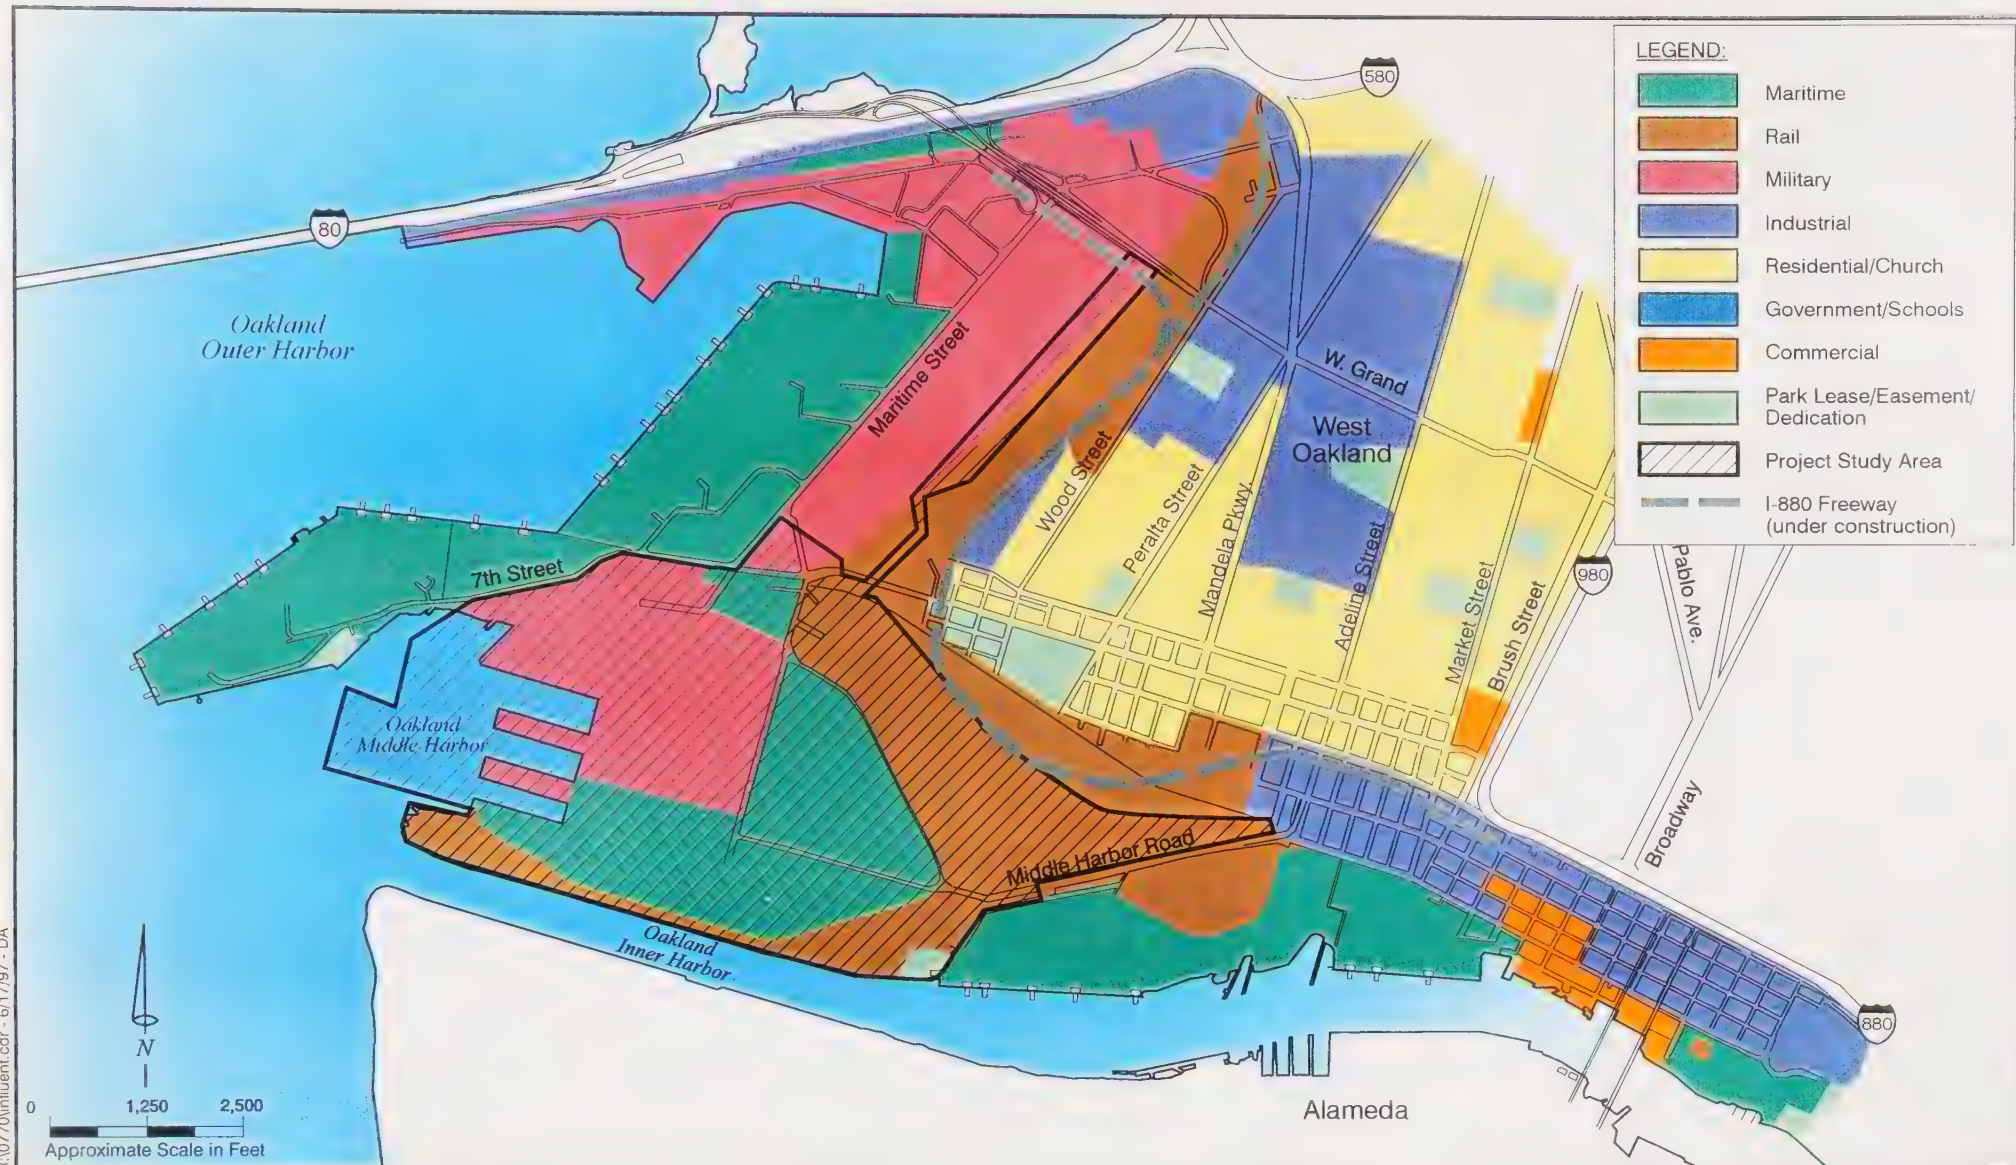 LEGEND:
Maritime
Rail
Military
Industrial
Residential/Church
Government/Schools
Commercial
Park Lease/Easement/
Dedication
Project Study Area
I-880 Freeway
(under construction)
580
80
Oakland
Outer Harbor
Maritime Street
W. Grand
West
Oakland
Wood Street
Peralta Street
Mandela Pkwy.
Adeline Street
Market Street
Brush Street
980
Pablo Ave.
7th Street
Oakland
Middle Harbor
Broadway
Middle Harbor Road
Oakland
Inner Harbor
880
Alameda
N
0 1,250 2,500
Approximate Scale in Feet